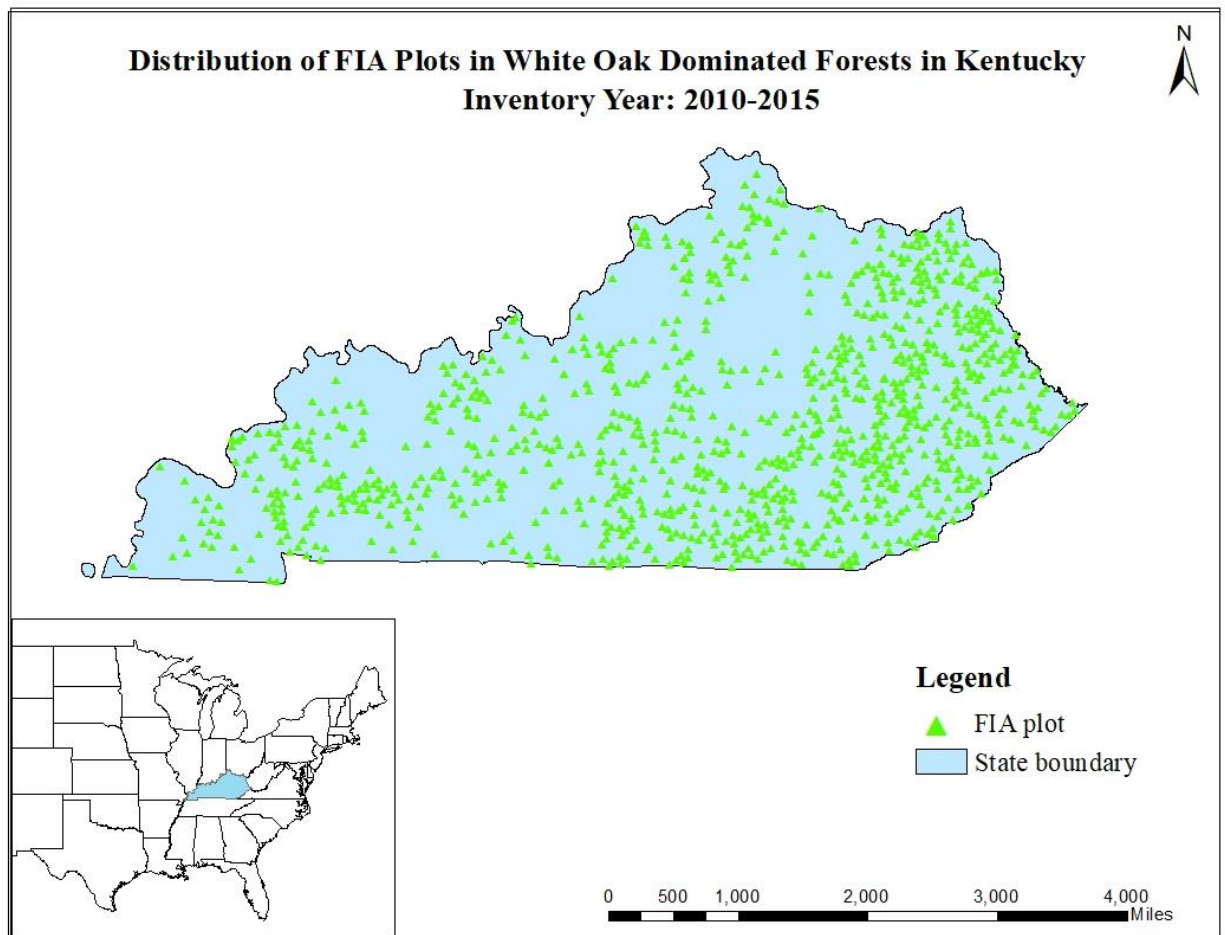 N
Distribution of FIA Plots in White Oak Dominated Forests in Kentucky
Inventory Year: 2010-2015
Legend
FIA plot
State boundary
0 500 1,000 2,000 3,000 4,000
Miles